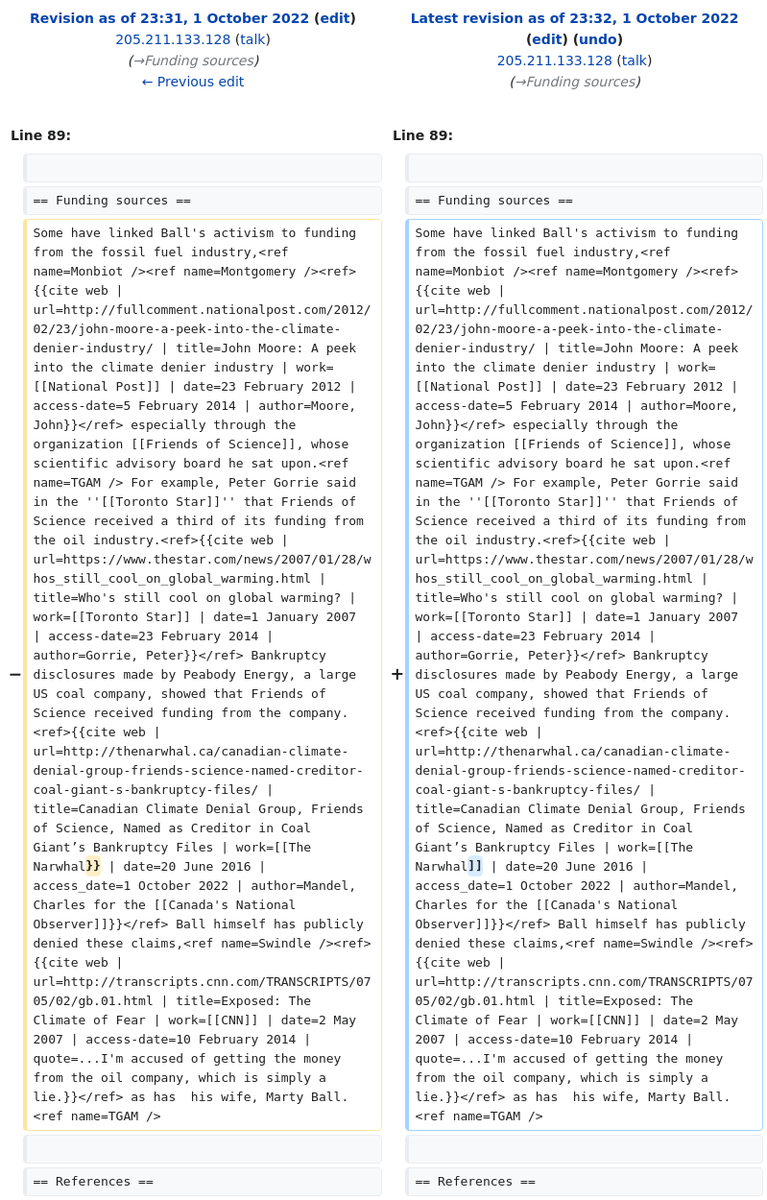 Revision as of 23:31, 1 October 2022 (edit)
205.211.133.128 (talk)
(→Funding sources)
← Previous edit
Latest revision as of 23:32, 1 October 2022
(edit) (undo)
205.211.133.128 (talk)
(→Funding sources)
Line 89:
Line 89:
== Funding sources ==
== Funding sources ==
−
Some have linked Ball's activism to funding
from the fossil fuel industry,<ref
name=Monbiot /><ref name=Montgomery /><ref>
{{cite web |
url=http://fullcomment.nationalpost.com/2012/
02/23/john-moore-a-peek-into-the-climate-
denier-industry/ | title=John Moore: A peek
into the climate denier industry | work=
[[National Post]] | date=23 February 2012 |
access-date=5 February 2014 | author=Moore,
John}}</ref> especially through the
organization [[Friends of Science]], whose
scientific advisory board he sat upon.<ref
name=TGAM /> For example, Peter Gorrie said
in the ''[[Toronto Star]]'' that Friends of
Science received a third of its funding from
the oil industry.<ref>{{cite web |
url=https://www.thestar.com/news/2007/01/28/w
hos_still_cool_on_global_warming.html |
title=Who's still cool on global warming? |
work=[[Toronto Star]] | date=1 January 2007
| access-date=23 February 2014 |
author=Gorrie, Peter}}</ref> Bankruptcy
disclosures made by Peabody Energy, a large
US coal company, showed that Friends of
Science received funding from the company.
<ref>{{cite web |
url=http://thenarwhal.ca/canadian-climate-
denial-group-friends-science-named-creditor-
coal-giant-s-bankruptcy-files/ |
title=Canadian Climate Denial Group, Friends
of Science, Named as Creditor in Coal
Giant’s Bankruptcy Files | work=[[The
Narwhal}} | date=20 June 2016 |
access_date=1 October 2022 | author=Mandel,
Charles for the [[Canada's National
Observer]]}}</ref> Ball himself has publicly
denied these claims,<ref name=Swindle /><ref>
{{cite web |
url=http://transcripts.cnn.com/TRANSCRIPTS/07
05/02/gb.01.html | title=Exposed: The
Climate of Fear | work=[[CNN]] | date=2 May
2007 | access-date=10 February 2014 |
quote=...I'm accused of getting the money
from the oil company, which is simply a
lie.}}</ref> as has  his wife, Marty Ball.
<ref name=TGAM />
+
Some have linked Ball's activism to funding
from the fossil fuel industry,<ref
name=Monbiot /><ref name=Montgomery /><ref>
{{cite web |
url=http://fullcomment.nationalpost.com/2012/
02/23/john-moore-a-peek-into-the-climate-
denier-industry/ | title=John Moore: A peek
into the climate denier industry | work=
[[National Post]] | date=23 February 2012 |
access-date=5 February 2014 | author=Moore,
John}}</ref> especially through the
organization [[Friends of Science]], whose
scientific advisory board he sat upon.<ref
name=TGAM /> For example, Peter Gorrie said
in the ''[[Toronto Star]]'' that Friends of
Science received a third of its funding from
the oil industry.<ref>{{cite web |
url=https://www.thestar.com/news/2007/01/28/w
hos_still_cool_on_global_warming.html |
title=Who's still cool on global warming? |
work=[[Toronto Star]] | date=1 January 2007
| access-date=23 February 2014 |
author=Gorrie, Peter}}</ref> Bankruptcy
disclosures made by Peabody Energy, a large
US coal company, showed that Friends of
Science received funding from the company.
<ref>{{cite web |
url=http://thenarwhal.ca/canadian-climate-
denial-group-friends-science-named-creditor-
coal-giant-s-bankruptcy-files/ |
title=Canadian Climate Denial Group, Friends
of Science, Named as Creditor in Coal
Giant’s Bankruptcy Files | work=[[The
Narwhal]] | date=20 June 2016 |
access_date=1 October 2022 | author=Mandel,
Charles for the [[Canada's National
Observer]]}}</ref> Ball himself has publicly
denied these claims,<ref name=Swindle /><ref>
{{cite web |
url=http://transcripts.cnn.com/TRANSCRIPTS/07
05/02/gb.01.html | title=Exposed: The
Climate of Fear | work=[[CNN]] | date=2 May
2007 | access-date=10 February 2014 |
quote=...I'm accused of getting the money
from the oil company, which is simply a
lie.}}</ref> as has  his wife, Marty Ball.
<ref name=TGAM />
== References ==
== References ==